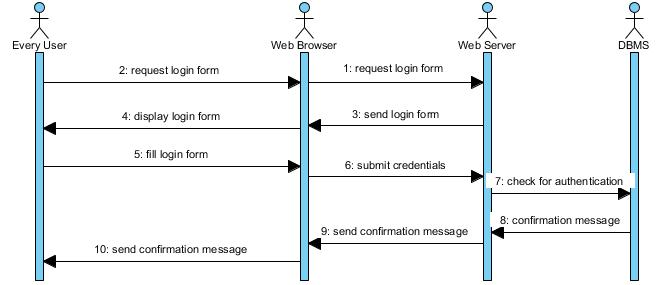 Every User
Web Browser
Web Server
DBMS
2: request login form
1: request login form
4: display login form
3: send login form
5: fill login form
6: submit credentials
7: check for authentication
8: confirmation message
9: send confirmation message
10: send confirmation message